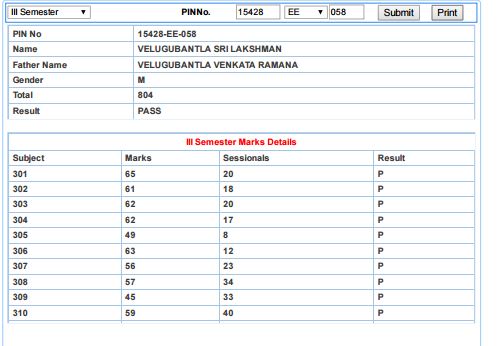 III Semester PINNo. 15428 EE 058 Submit Print
PIN No 15428-EE-058
Name VELUGUBANTLA SRI LAKSHMAN
Father Name VELUGUBANTLA VENKATA RAMANA
Gender M
Total 804
Result PASS
III Semester Marks Details
Subject Marks Sessionals Result
301 65 20 P
302 61 18 P
303 62 20 P
304 62 17 P
305 49 8 P
306 63 12 P
307 56 23 P
308 57 34 P
309 45 33 P
310 59 40 P